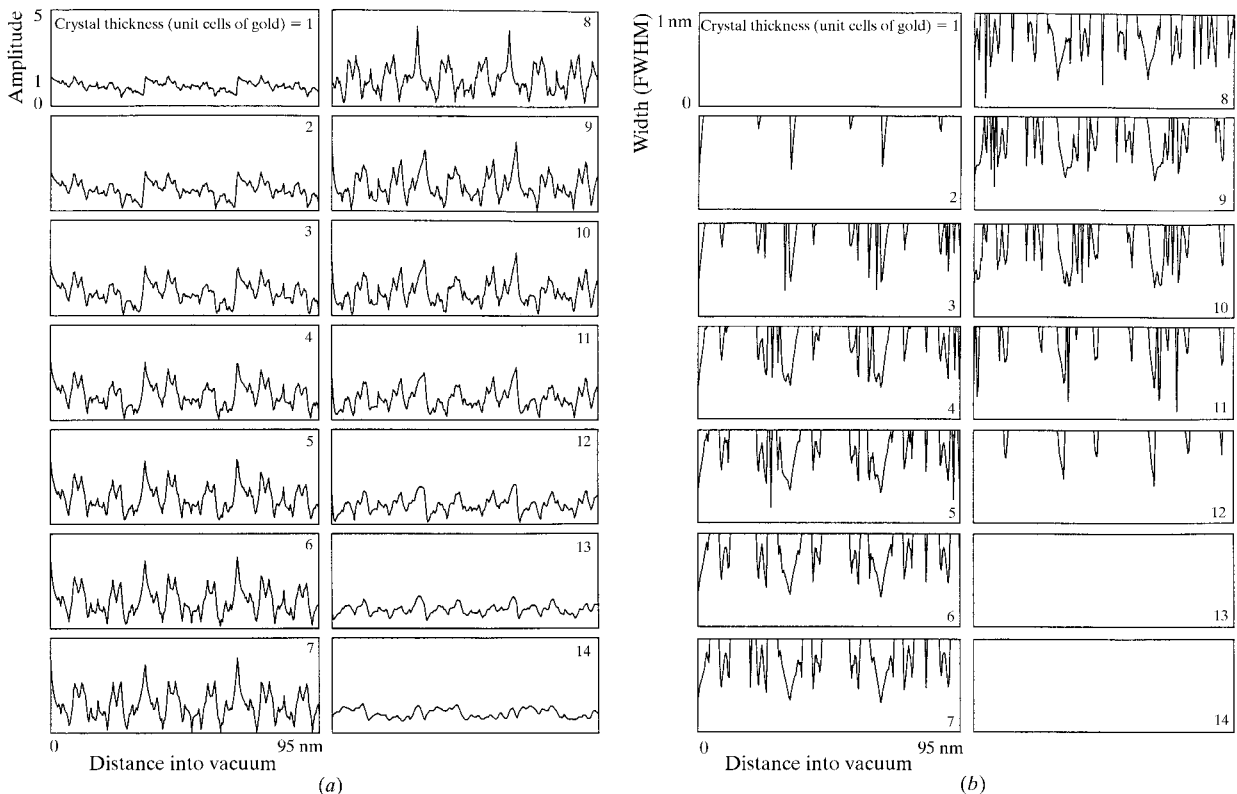 Amplitude
5
1
0
Crystal thickness (unit cells of gold) = 1
2
3
4
5
6
7
8
9
10
11
12
13
14
0
95 nm
Distance into vacuum
(a)
Width (FWHM)
1 nm
0
Crystal thickness (unit cells of gold) = 1
2
3
4
5
6
7
8
9
10
11
12
13
14
0
95 nm
Distance into vacuum
(b)